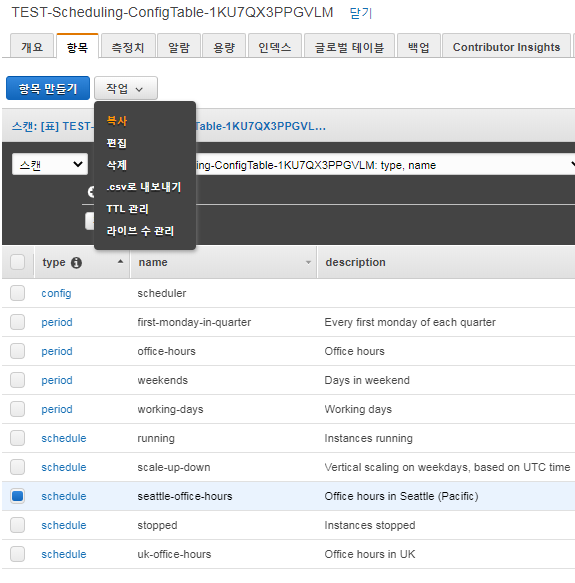 TEST-Scheduling-ConfigTable-1KU7QX3PPGVLM 닫기
개요 항목 측정치 알람 용량 인덱스 글로벌 테이블 백업 Contributor Insights
항목 만들기 작업
복사
스캔: [표] TEST- Table-1KU7QX3PPGVL...
편집
스캔 ing-ConfigTable-1KU7QX3PPGVLM: type, name
삭제
.csv로 내보내기
TTL 관리
라이브 수 관리
type name description
config scheduler
period first-monday-in-quarter Every first monday of each quarter
period office-hours Office hours
period weekends Days in weekend
period working-days Working days
schedule running Instances running
schedule scale-up-down Vertical scaling on weekdays, based on UTC time
schedule seattle-office-hours Office hours in Seattle (Pacific)
schedule stopped Instances stopped
schedule uk-office-hours Office hours in UK